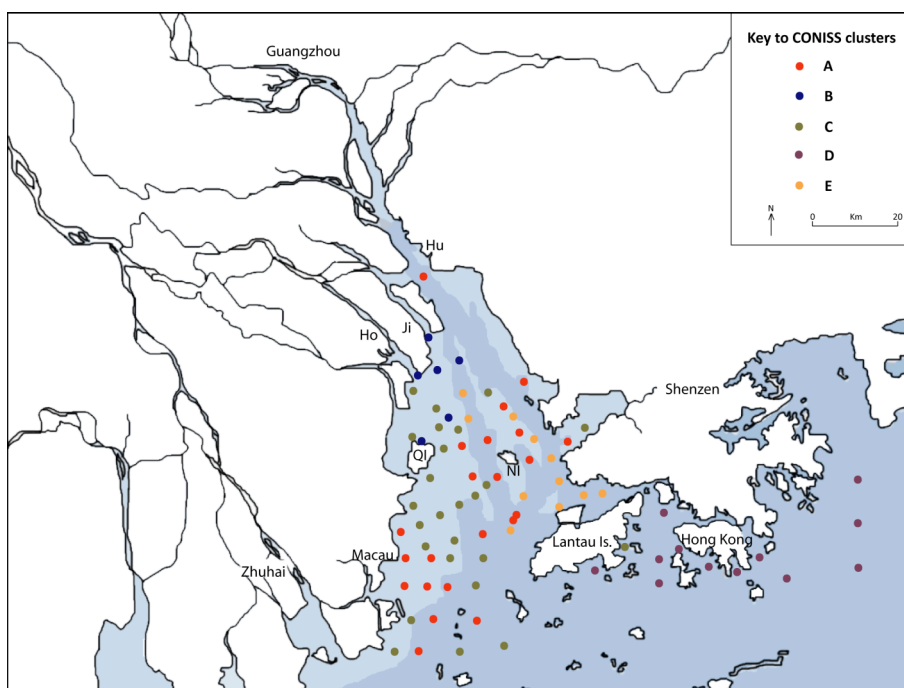 Guangzhou
Key to CONISS clusters
A
B
C
D
E
N
0 Km 20
Hu
Ji
Ho
Shenzen
QI
NI
Lantau Is.
Hong Kong
Macau
Zhuhai